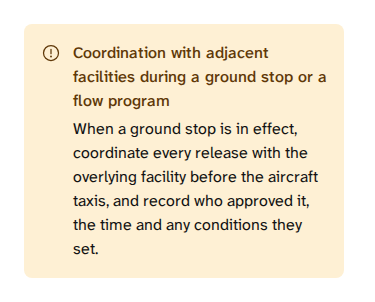 Coordination with adjacent
facilities during a ground stop or a
flow program
When a ground stop is in effect,
coordinate every release with the
overlying facility before the aircraft
taxis, and record who approved it,
the time and any conditions they
set.